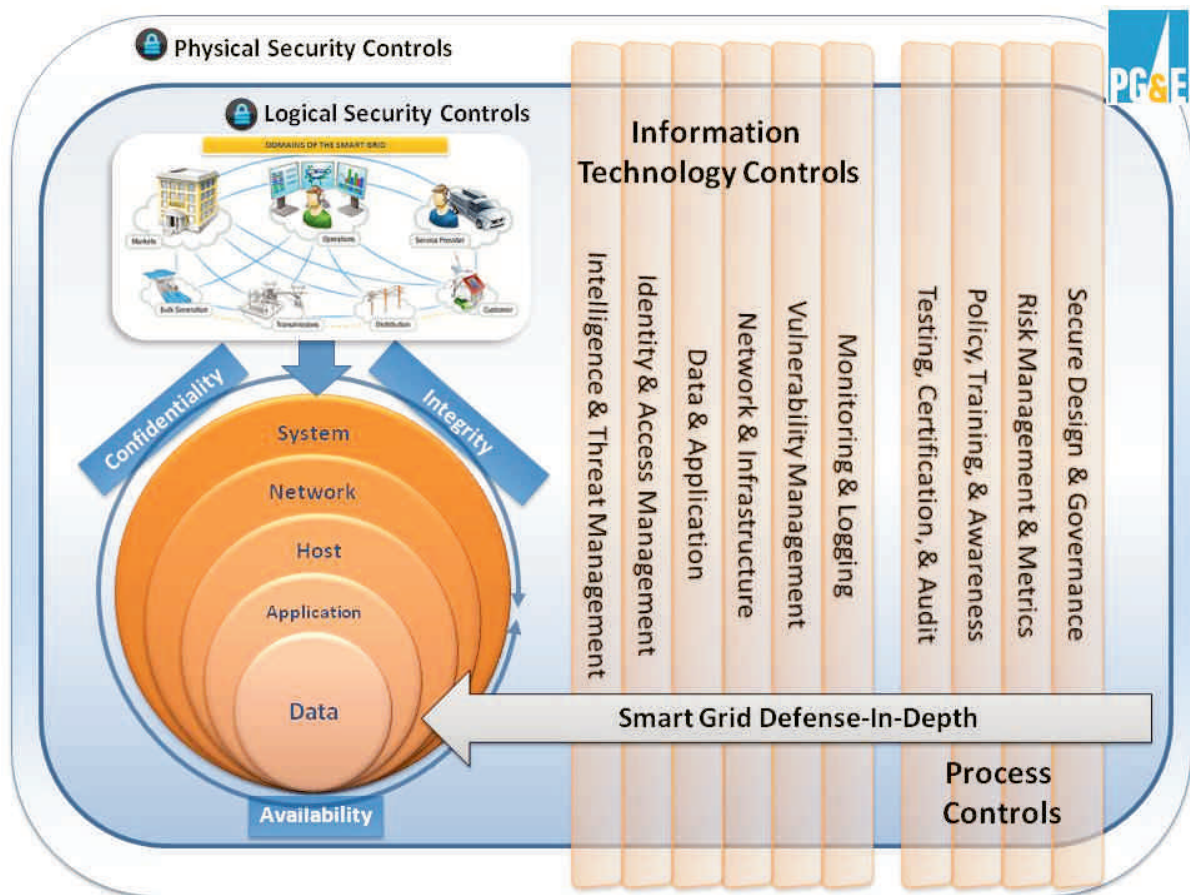 Physical Security Controls
PG&E
Logical Security Controls
DOMAINS OF THE SMART GRID
Markets
Operations
Service Provider
Bulk Generation
Transmission
Distribution
Customer
Information
Technology Controls
Confidentiality
Integrity
Availability
System
Network
Host
Application
Data
Intelligence & Threat Management
Identity & Access Management
Data & Application
Network & Infrastructure
Vulnerability Management
Monitoring & Logging
Testing, Certification, & Audit
Policy, Training, & Awareness
Risk Management & Metrics
Secure Design & Governance
Smart Grid Defense-In-Depth
Process
Controls